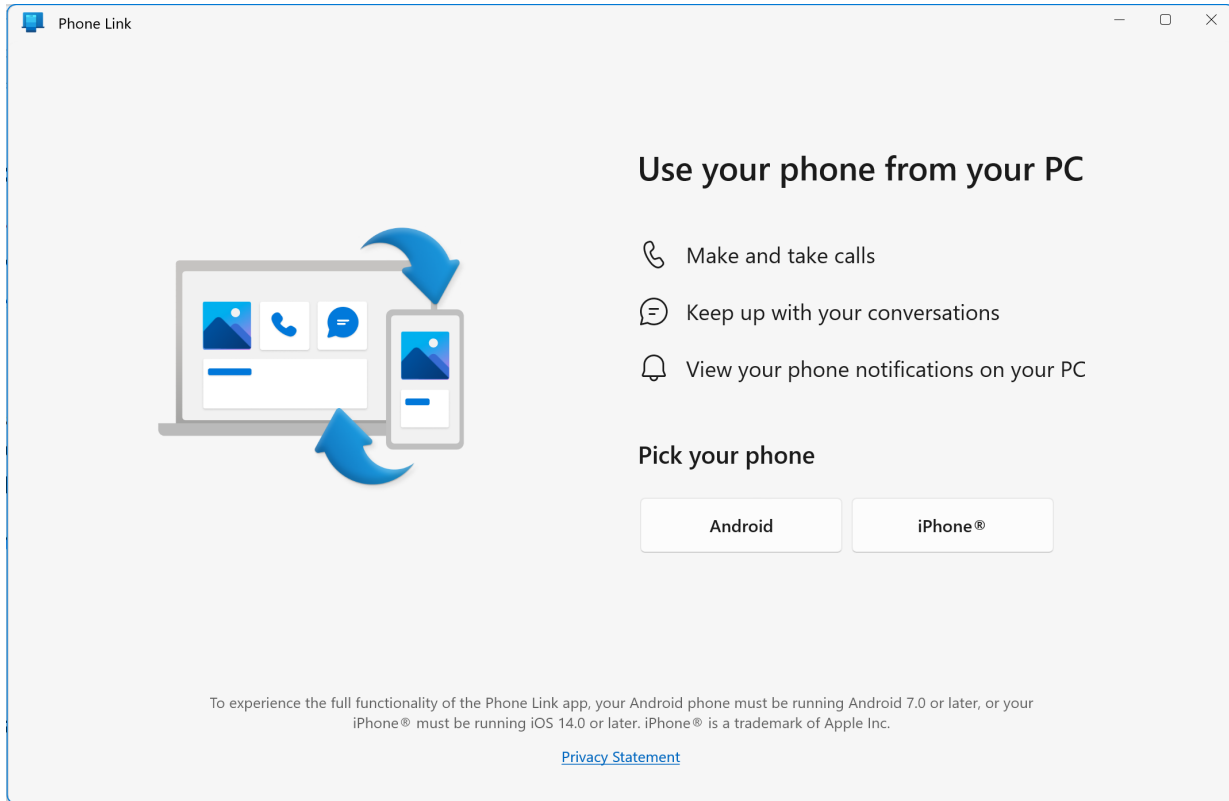 Phone Link
Use your phone from your PC
Make and take calls
Keep up with your conversations
View your phone notifications on your PC
Pick your phone
Android
iPhone®
To experience the full functionality of the Phone Link app, your Android phone must be running Android 7.0 or later, or your
iPhone® must be running iOS 14.0 or later. iPhone® is a trademark of Apple Inc.
Privacy Statement